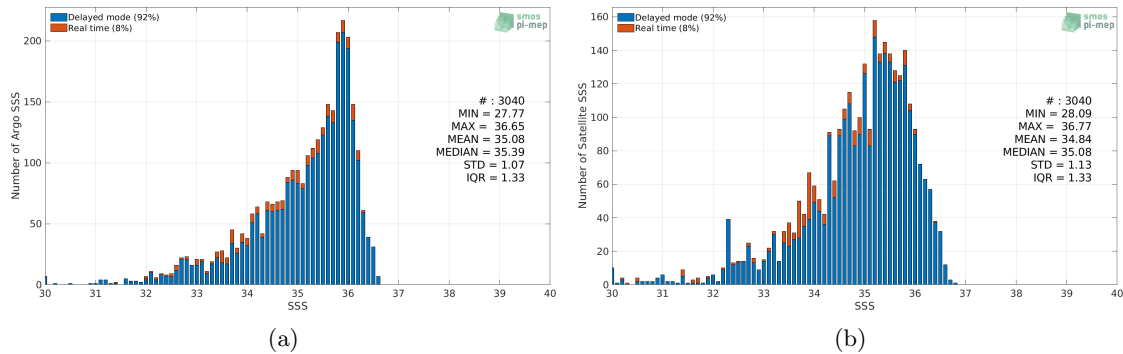 Delayed mode (92%)
Real time (8%)
smos
pi-mep
Number of Argo SSS
200
150
100
50
0
# : 3040
MIN = 27.77
MAX = 36.65
MEAN = 35.08
MEDIAN = 35.39
STD = 1.07
IQR = 1.33
30 31 32 33 34 35 36 37 38 39 40
SSS
(a)
Delayed mode (92%)
Real time (8%)
smos
pi-mep
Number of Satellite SSS
160
140
120
100
80
60
40
20
0
# : 3040
MIN = 28.09
MAX = 36.77
MEAN = 34.84
MEDIAN = 35.08
STD = 1.13
IQR = 1.33
30 31 32 33 34 35 36 37 38 39 40
SSS
(b)